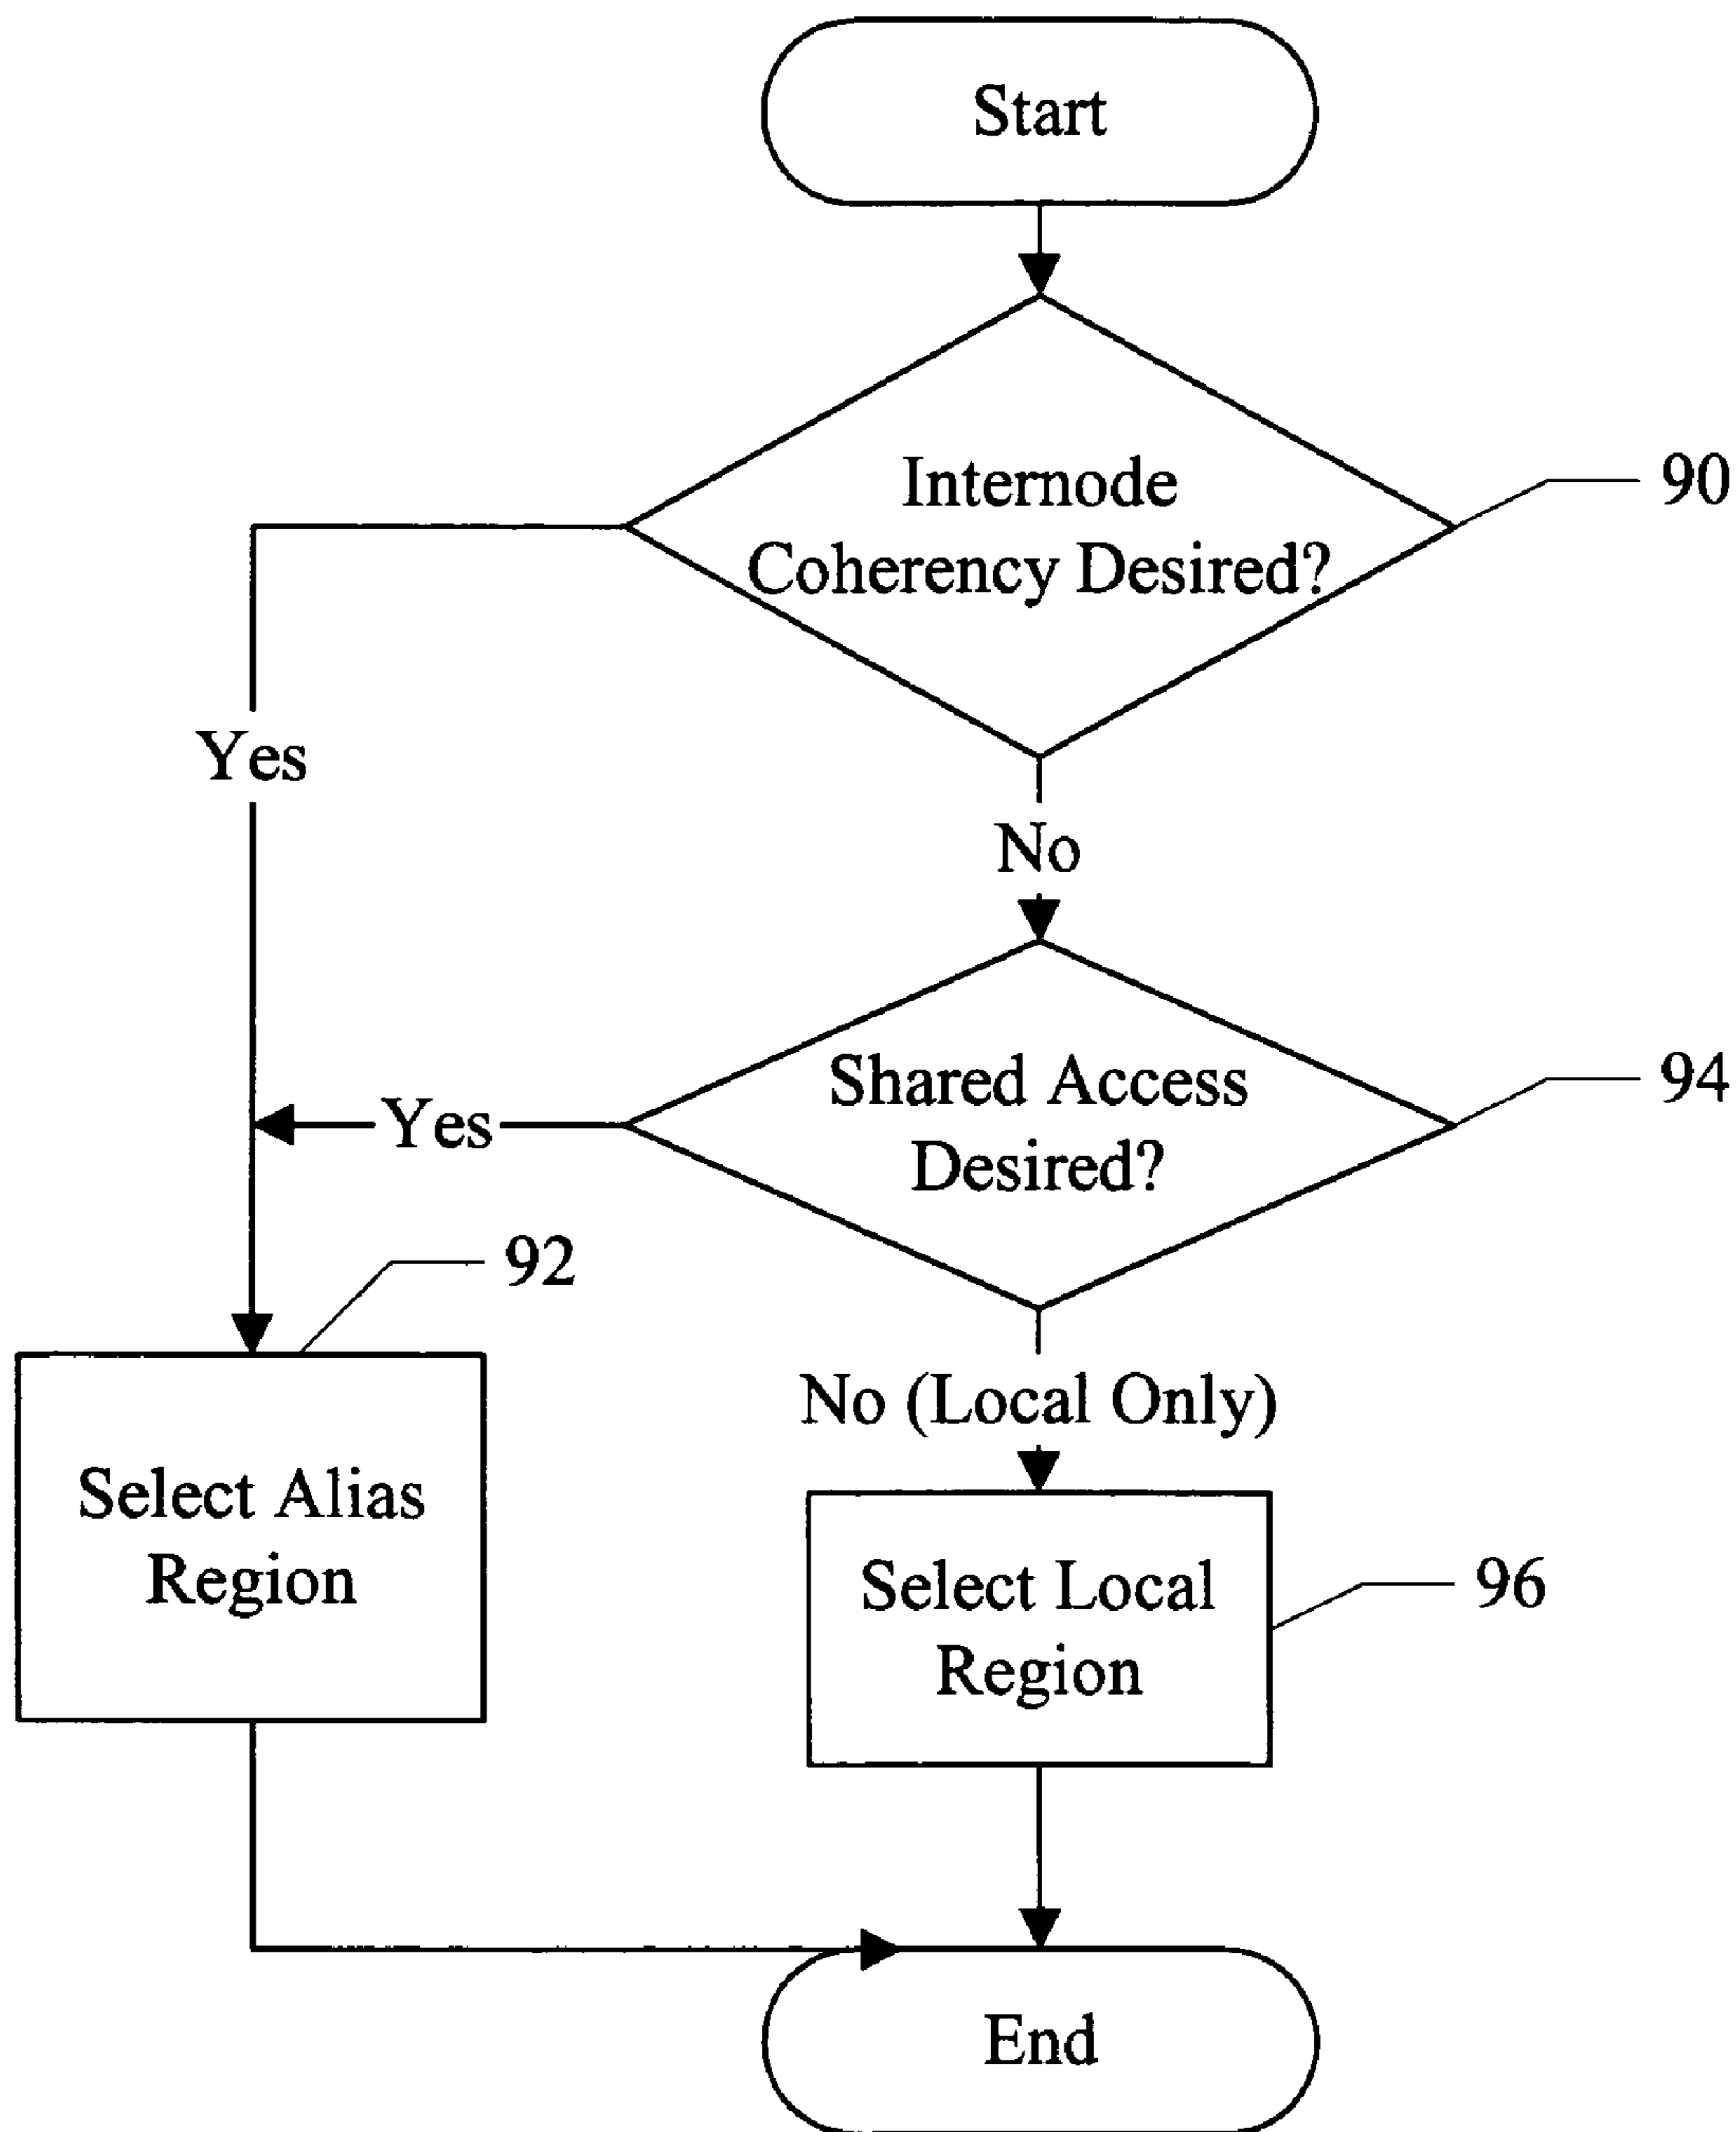 Start
Internode
Coherency Desired?
90
Yes
No
Shared Access
Desired?
94
Yes
92
No (Local Only)
Select Alias
Region
Select Local
Region
96
End